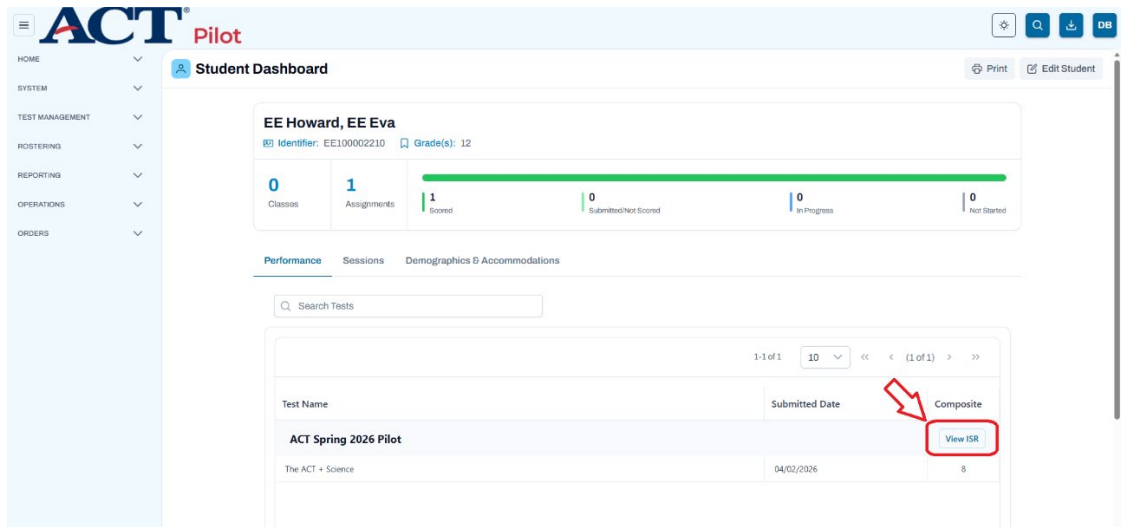 ACT® Pilot
DB
HOME
SYSTEM
TEST MANAGEMENT
ROSTERING
REPORTING
OPERATIONS
ORDERS
Student Dashboard
Print
Edit Student
EE Howard, EE Eva
Identifier: EE100002210 Grade(s): 12
0
Classes
1
Assignments
1
Scored
0
Submitted/Not Scored
0
In Progress
0
Not Started
Performance Sessions Demographics & Accommodations
Search Tests
1-1 of 1 10 << < (1 of 1) > >>
Test Name Submitted Date Composite
ACT Spring 2026 Pilot View ISR
The ACT + Science 04/02/2026 8